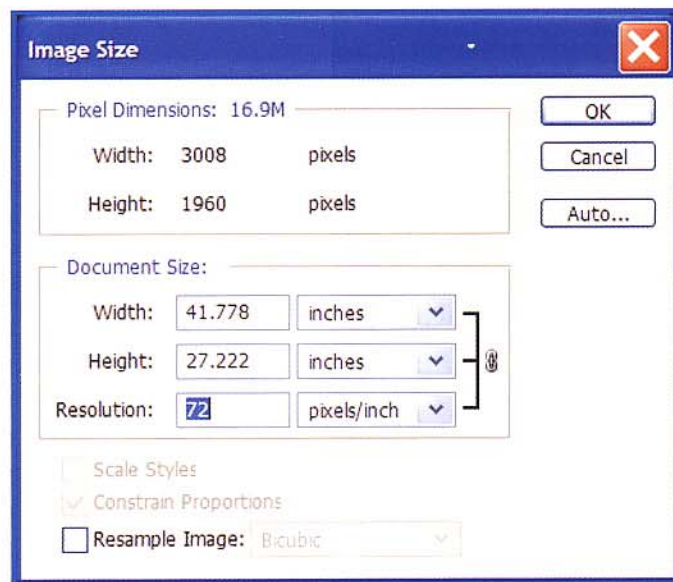 Image Size
Pixel Dimensions: 16.9M
Width: 3008 pixels
Height: 1960 pixels
OK
Cancel
Auto...
Document Size:
Width: 41.778 inches
Height: 27.222 inches
Resolution: 72 pixels/inch
Scale Styles
Constrain Proportions
Resample Image: Bicubic